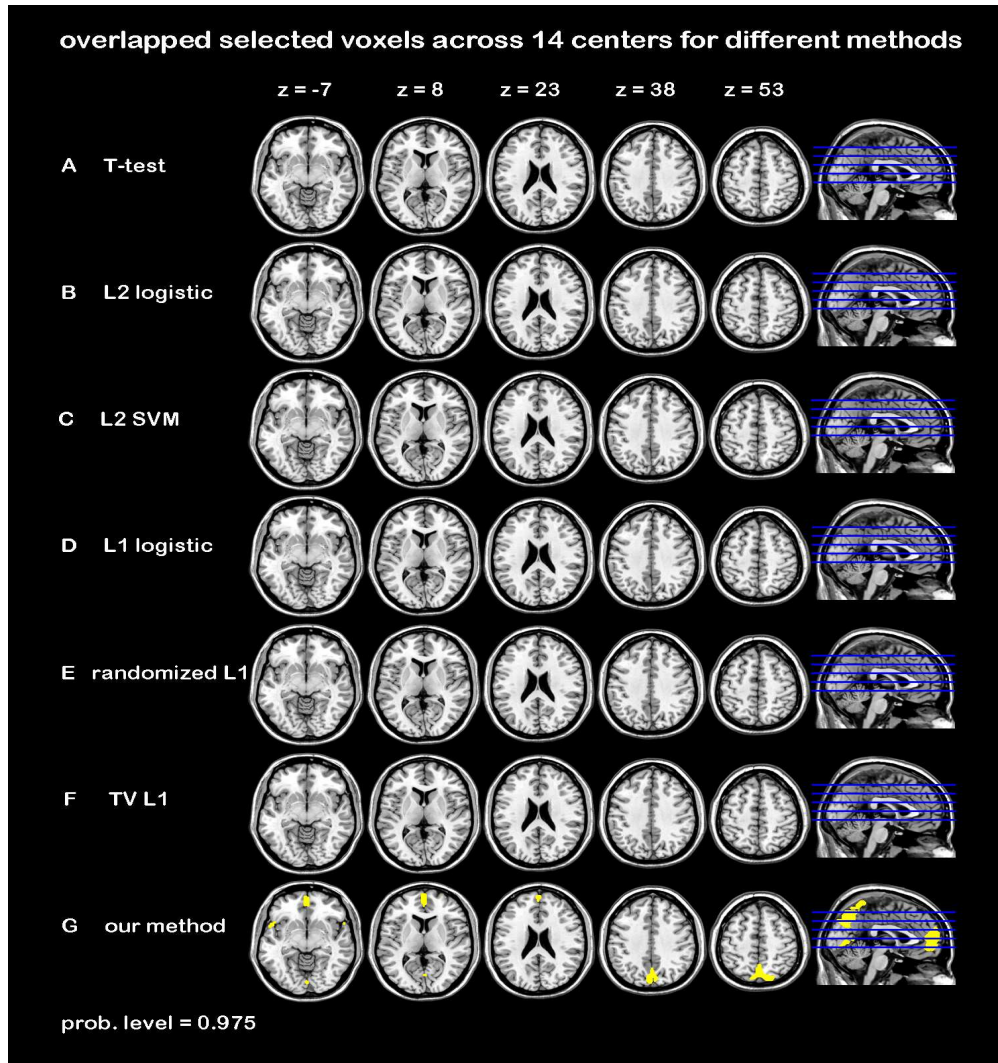 overlapped selected voxels across 14 centers for different methods
z = -7 z = 8 z = 23 z = 38 z = 53
A T-test
B L2 logistic
C L2 SVM
D L1 logistic
E randomized L1
F TV L1
G our method
prob. level = 0.975